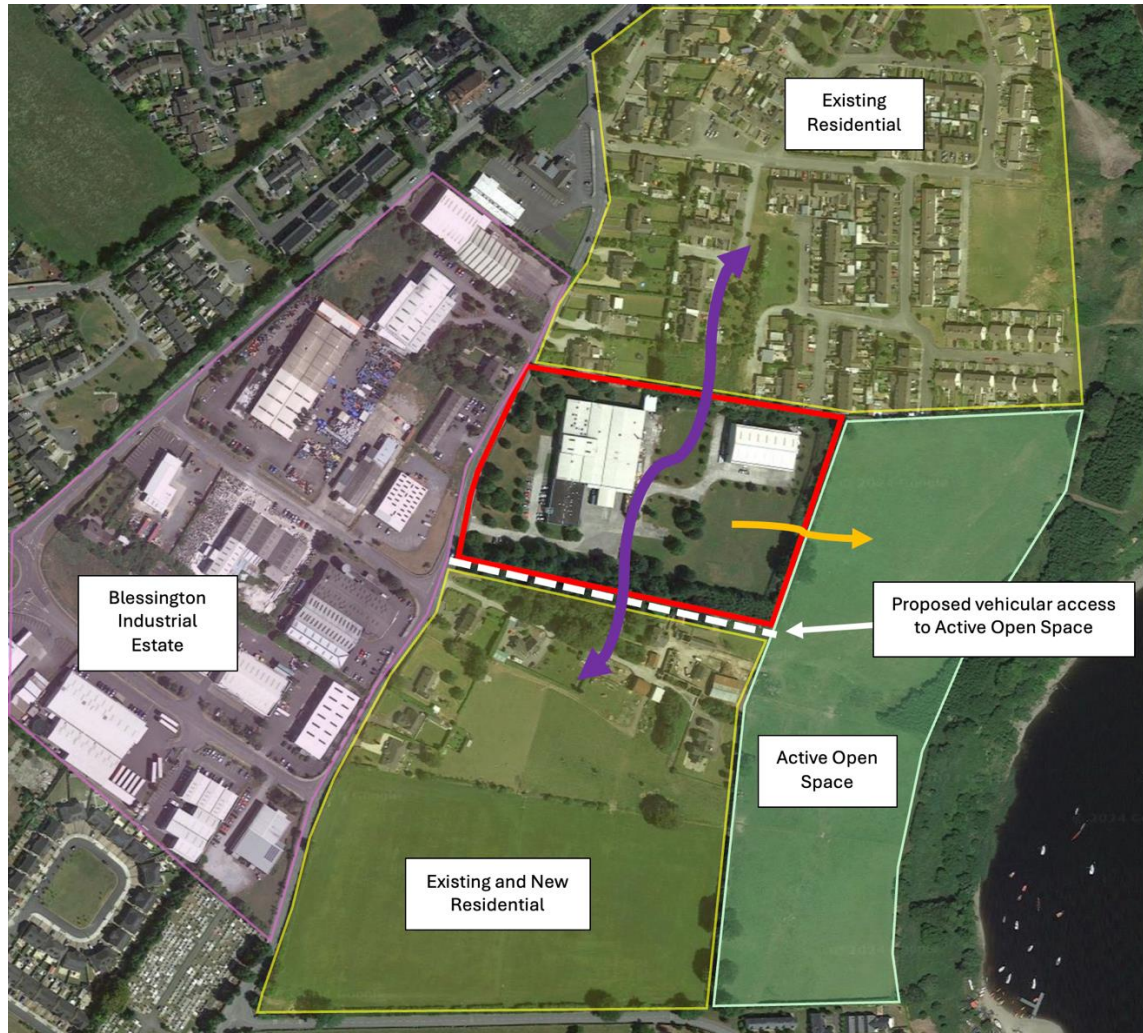 Existing
Residential
Blessington
Industrial
Estate
Proposed vehicular access
to Active Open Space
Active Open
Space
Existing and New
Residential